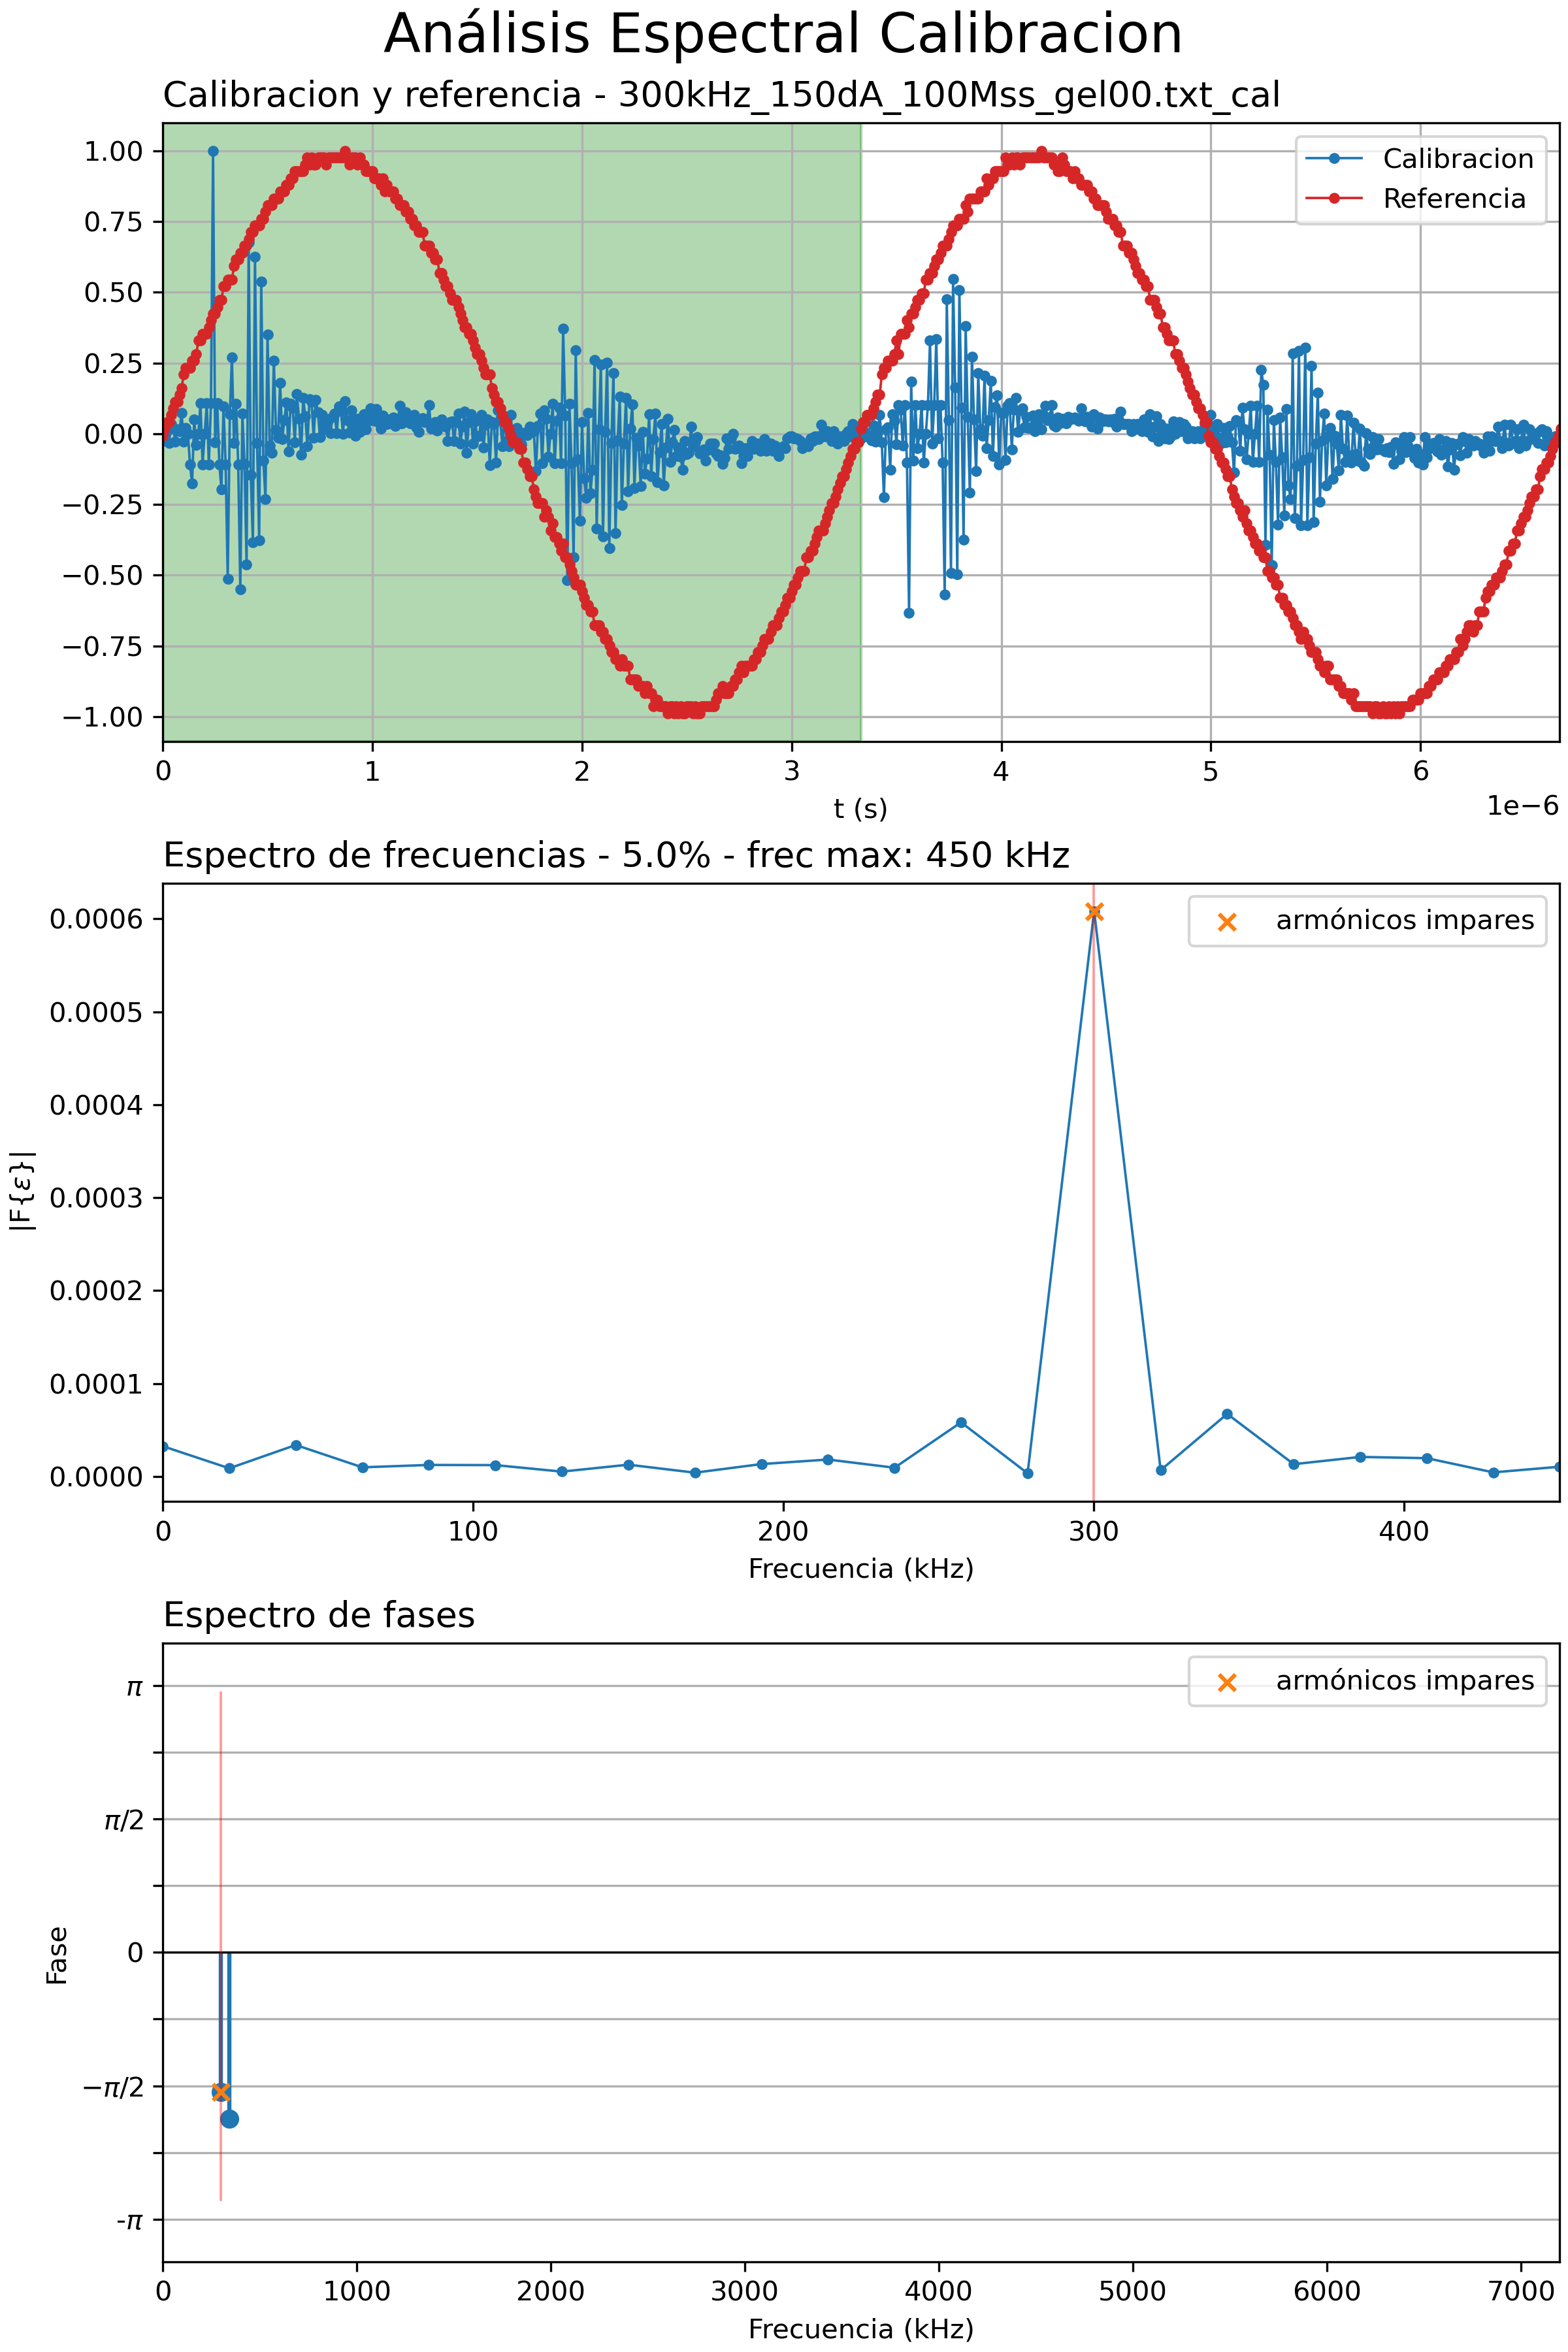 Análisis Espectral Calibracion
Calibracion y referencia - 300kHz_150dA_100Mss_gel00.txt_cal
1.00
0.75
0.50
0.25
0.00
−0.25
−0.50
−0.75
−1.00
Calibracion
Referencia
0 1 2 3 4 5 6
t (s)
1e−6
Espectro de frecuencias - 5.0% - frec max: 450 kHz
0.0006
0.0005
0.0004
0.0003
0.0002
0.0001
0.0000
|F{ε}|
armónicos impares
0 100 200 300 400
Frecuencia (kHz)
Espectro de fases
π
π/2
0
−π/2
-π
Fase
armónicos impares
0 1000 2000 3000 4000 5000 6000 7000
Frecuencia (kHz)